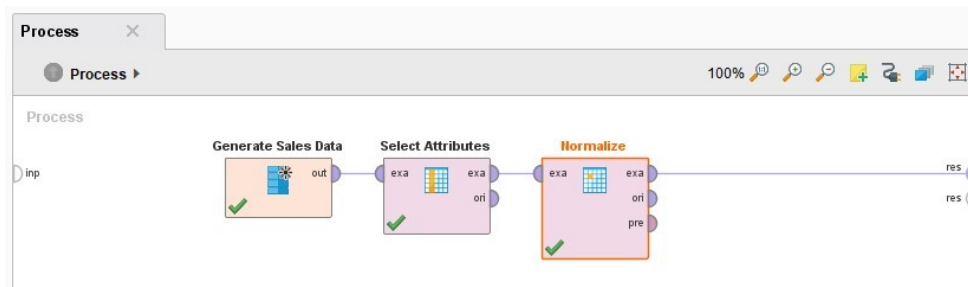 Process
Process
100%
Process
Generate Sales Data
Select Attributes
Normalize
inp
out
exa
exa
ori
exa
exa
ori
pre
res
res